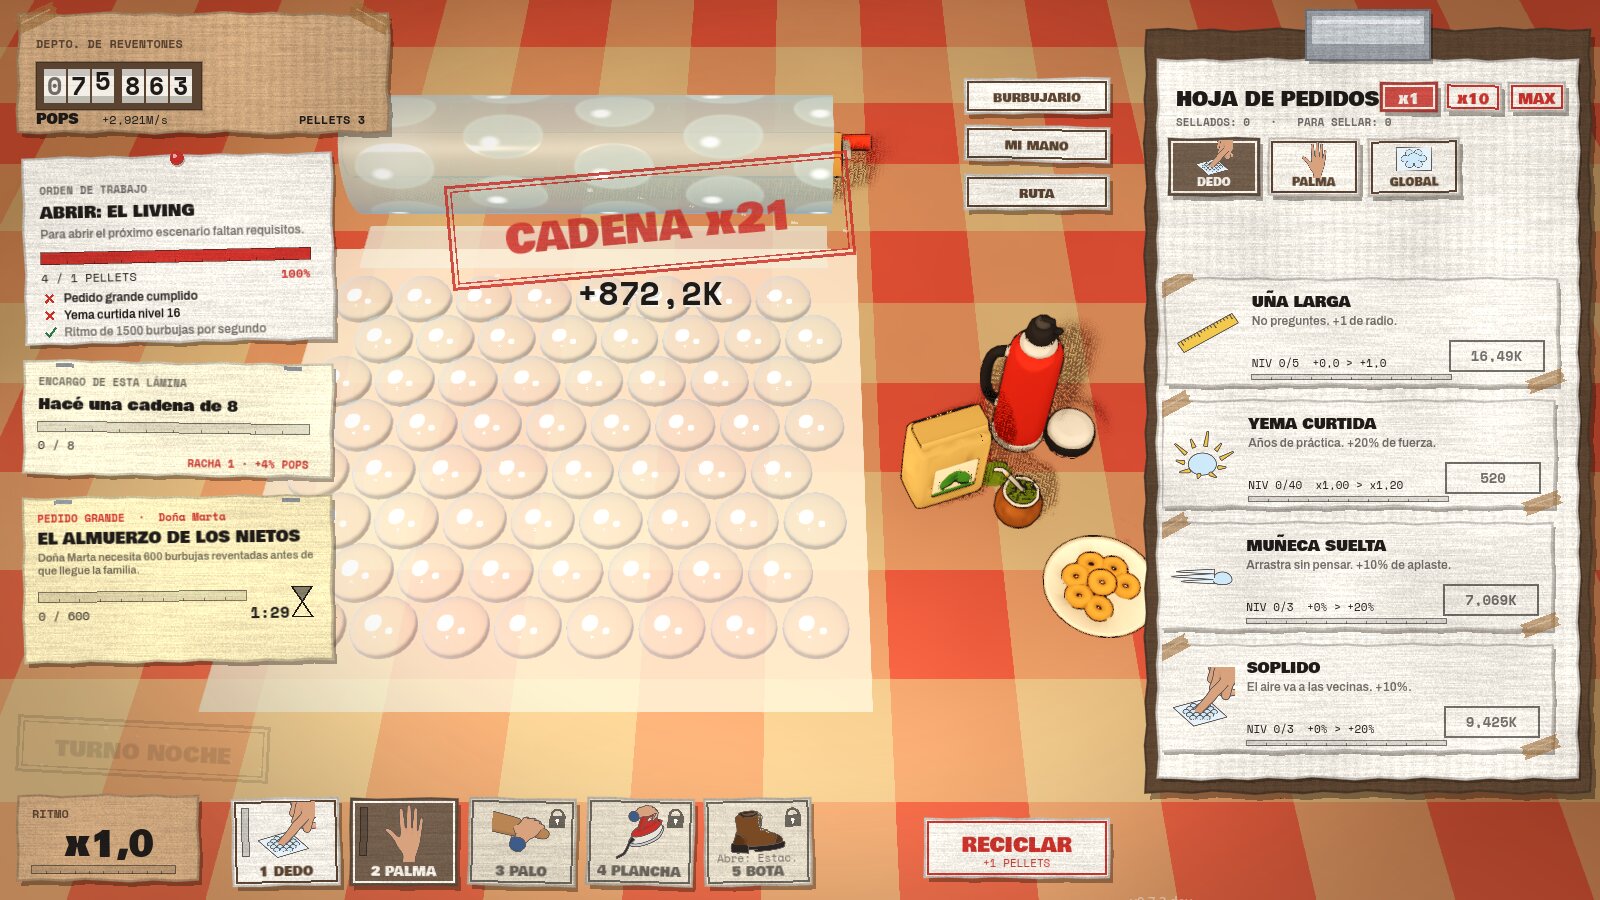 DEPTO. DE REVENTONES
075863
POPS +2,921M/s PELLETS 3
ORDEN DE TRABAJO
ABRIR: EL LIVING
Para abrir el próximo escenario faltan requisitos.
4 / 1 PELLETS 100%
Pedido grande cumplido
Yema curtida nivel 16
Ritmo de 1500 burbujas por segundo
ENCARGO DE ESTA LÁMINA
Hacé una cadena de 8
0 / 8
RACHA 1 · +4% POPS
PEDIDO GRANDE · Doña Marta
EL ALMUERZO DE LOS NIETOS
Doña Marta necesita 600 burbujas reventadas antes de
que llegue la familia.
0 / 600 1:29
TURNO NOCHE
RITMO
x1,0
CADENA x21
+872,2K
1 DEDO
2 PALMA
3 PALO
4 PLANCHA
Abre: Estac.
5 BOTA
BURBUJARIO
MI MANO
RUTA
RECICLAR
+1 PELLETS
HOJA DE PEDIDOS x1 x10 MAX
SELLADOS: 0 · PARA SELLAR: 0
DEDO PALMA GLOBAL
UÑA LARGA
No preguntes. +1 de radio.
NIV 0/5 +0,0 > +1,0 16,49K
YEMA CURTIDA
Años de práctica. +20% de fuerza.
NIV 0/40 x1,00 > x1,20 520
MUÑECA SUELTA
Arrastra sin pensar. +10% de aplaste.
NIV 0/3 +0% > +20% 7,069K
SOPLIDO
El aire va a las vecinas. +10%.
NIV 0/3 +0% > +20% 9,425K